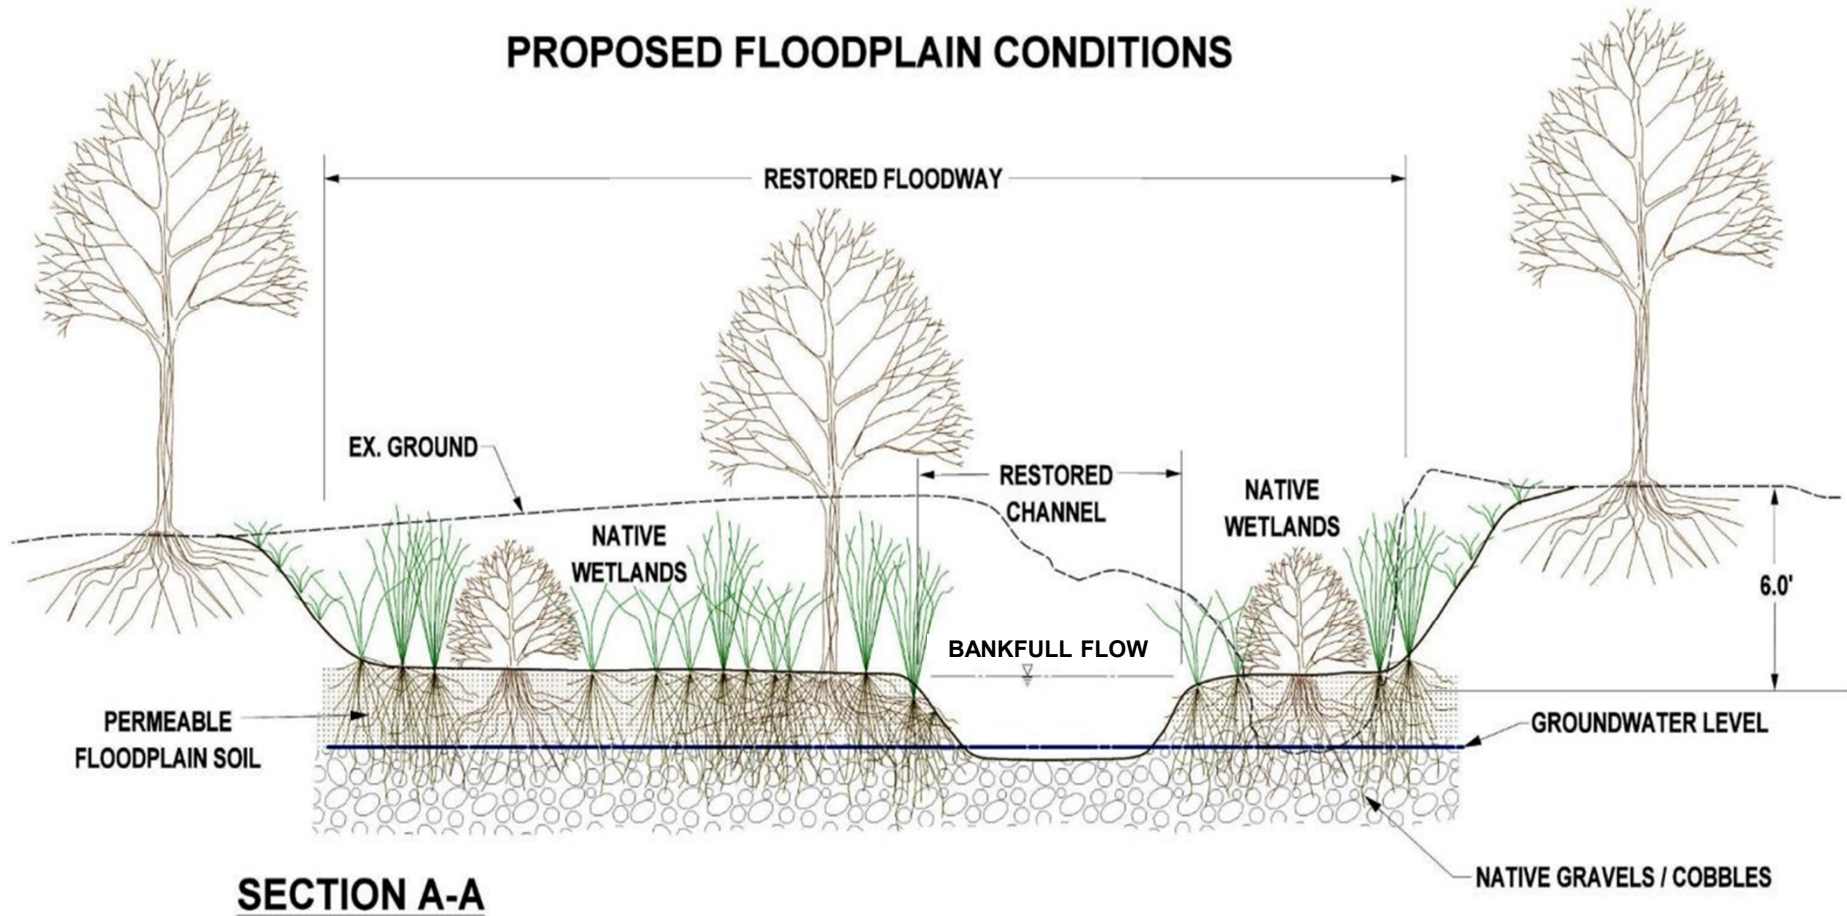 PROPOSED FLOODPLAIN CONDITIONS
RESTORED FLOODWAY
EX. GROUND
RESTORED
CHANNEL
NATIVE
WETLANDS
NATIVE
WETLANDS
6.0'
BANKFULL FLOW
PERMEABLE
FLOODPLAIN SOIL
GROUNDWATER LEVEL
NATIVE GRAVELS / COBBLES
SECTION A-A